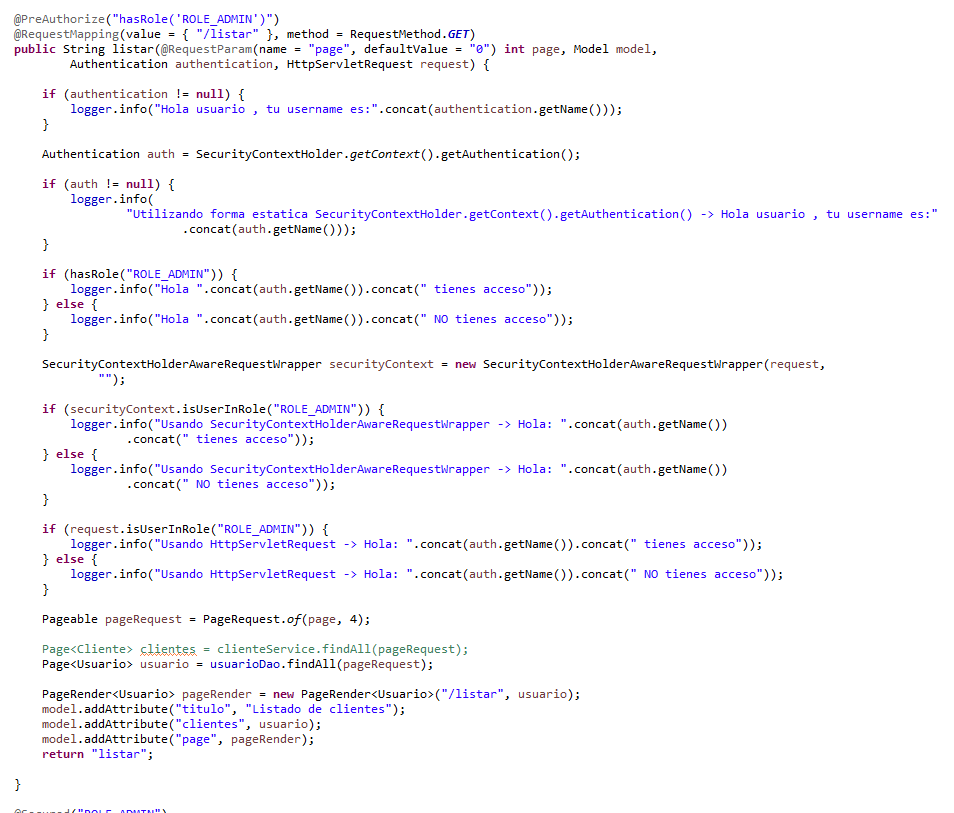 @PreAuthorize("hasRole('ROLE_ADMIN')")
@RequestMapping(value = { "/listar" }, method = RequestMethod.GET)
public String listar(@RequestParam(name = "page", defaultValue = "0") int page, Model model,
        Authentication authentication, HttpServletRequest request) {

    if (authentication != null) {
        logger.info("Hola usuario , tu username es:".concat(authentication.getName()));
    }

    Authentication auth = SecurityContextHolder.getContext().getAuthentication();

    if (auth != null) {
        logger.info(
                "Utilizando forma estatica SecurityContextHolder.getContext().getAuthentication() -> Hola usuario , tu username es:"
                        .concat(auth.getName()));
    }

    if (hasRole("ROLE_ADMIN")) {
        logger.info("Hola ".concat(auth.getName()).concat(" tienes acceso"));
    } else {
        logger.info("Hola ".concat(auth.getName()).concat(" NO tienes acceso"));
    }

    SecurityContextHolderAwareRequestWrapper securityContext = new SecurityContextHolderAwareRequestWrapper(request,
            "");

    if (securityContext.isUserInRole("ROLE_ADMIN")) {
        logger.info("Usando SecurityContextHolderAwareRequestWrapper -> Hola: ".concat(auth.getName())
                .concat(" tienes acceso"));
    } else {
        logger.info("Usando SecurityContextHolderAwareRequestWrapper -> Hola: ".concat(auth.getName())
                .concat(" NO tienes acceso"));
    }

    if (request.isUserInRole("ROLE_ADMIN")) {
        logger.info("Usando HttpServletRequest -> Hola: ".concat(auth.getName()).concat(" tienes acceso"));
    } else {
        logger.info("Usando HttpServletRequest -> Hola: ".concat(auth.getName()).concat(" NO tienes acceso"));
    }

    Pageable pageRequest = PageRequest.of(page, 4);

    Page<Cliente> clientes = clienteService.findAll(pageRequest);
    Page<Usuario> usuario = usuarioDao.findAll(pageRequest);

    PageRender<Usuario> pageRender = new PageRender<Usuario>("/listar", usuario);
    model.addAttribute("titulo", "Listado de clientes");
    model.addAttribute("clientes", usuario);
    model.addAttribute("page", pageRender);
    return "listar";

}

@Secured("ROLE_ADMIN")